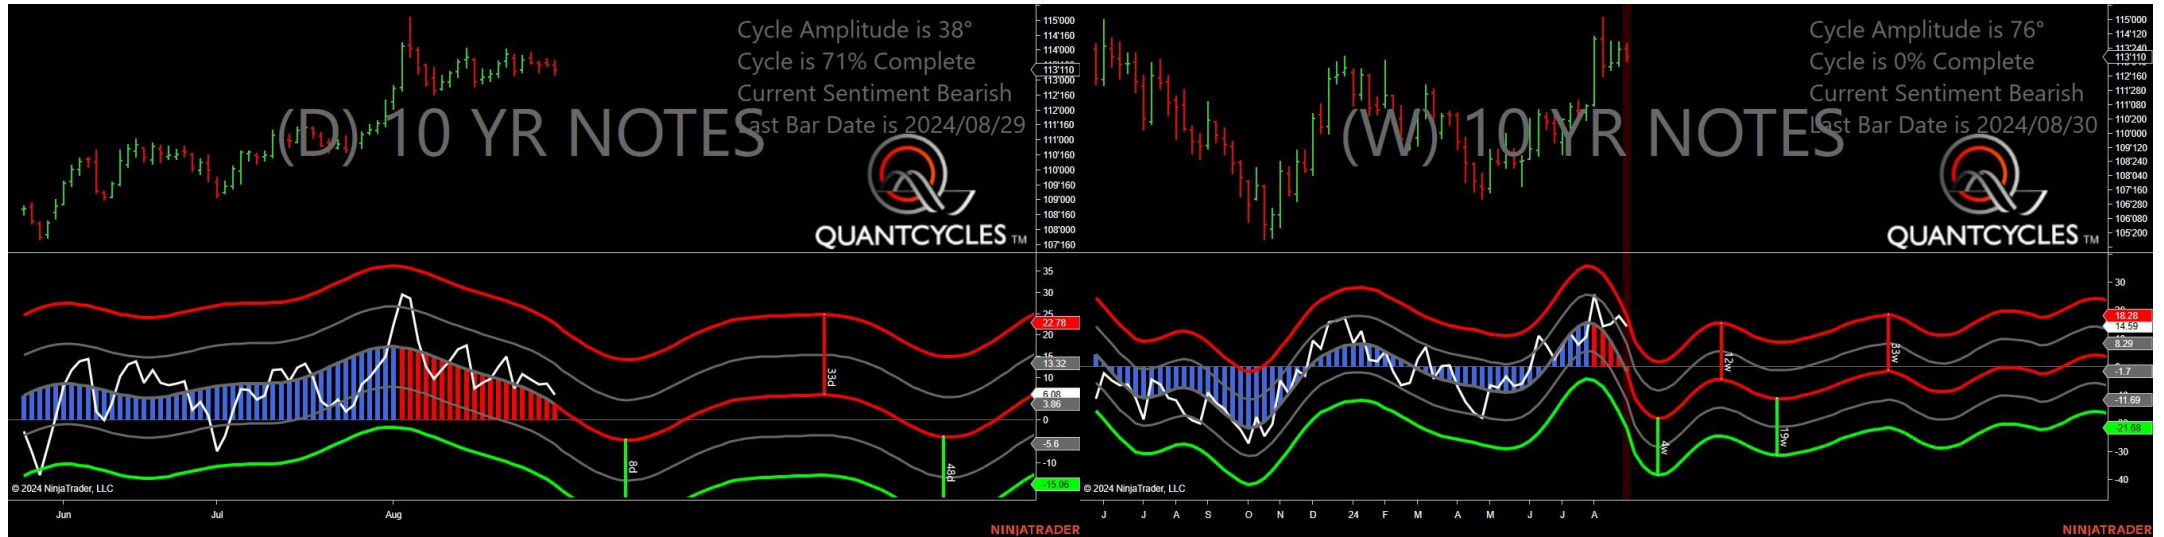 Cycle Amplitude is 38°
Cycle is 71% Complete
Current Sentiment Bearish
Last Bar Date is 2024/08/29
(D) 10 YR NOTES
QUANTCYCLES TM
115'000
114'160
114'000
113'110
113'000
112'160
112'000
111'160
111'000
110'160
110'000
109'160
109'000
108'160
108'000
107'160
35
30
25
22.78
20
15
13.32
10
6.08
3.86
0
-5.6
-10
-15.06
8d
33d
48d
© 2024 NinjaTrader, LLC
Jun Jul Aug
NINJATRADER
Cycle Amplitude is 76°
Cycle is 0% Complete
Current Sentiment Bearish
Last Bar Date is 2024/08/30
(W) 10 YR NOTES
QUANTCYCLES TM
115'000
114'120
113'240
113'110
112'160
111'280
111'080
110'200
110'000
109'120
108'240
108'040
107'160
106'280
106'080
105'200
30
18.28
14.59
8.29
-1.7
-11.69
-21.68
-30
-40
4w
12w
19w
33w
© 2024 NinjaTrader, LLC
J J A S O N D 24 F M A M J J A
NINJATRADER